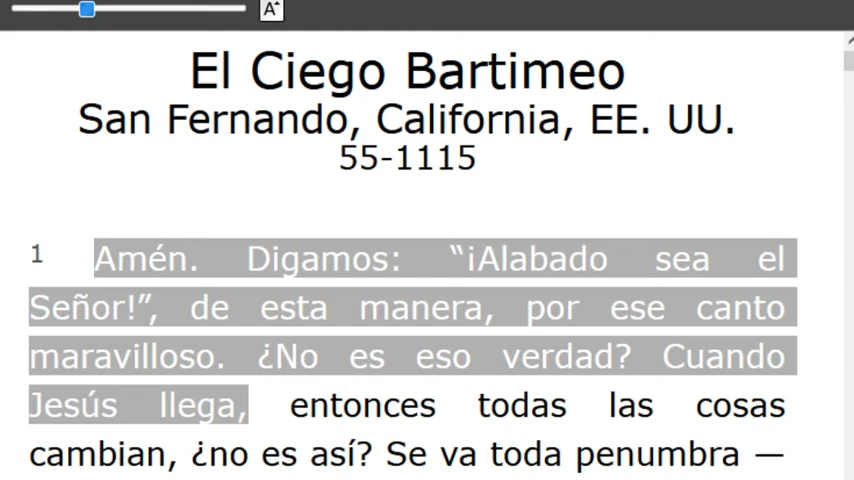 A
El Ciego Bartimeo
San Fernando, California, EE. UU.
55-1115
1 Amén. Digamos: “¡Alabado sea el
Señor!”, de esta manera, por ese canto
maravilloso. ¿No es eso verdad? Cuando
Jesús llega, entonces todas las cosas
cambian, ¿no es así? Se va toda penumbra —